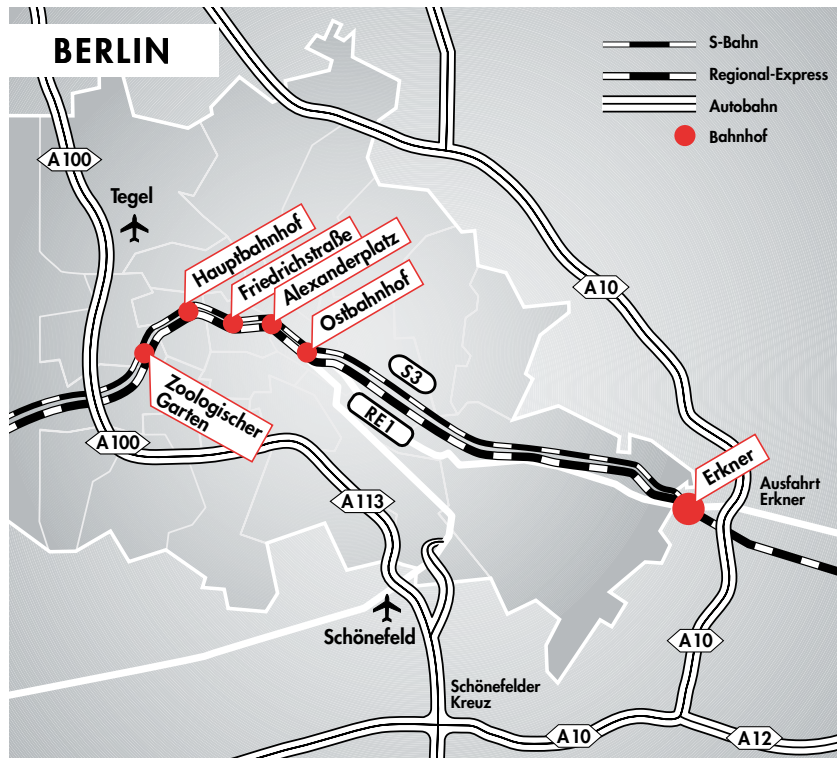 BERLIN
S-Bahn
Regional-Express
Autobahn
Bahnhof
A100
Tegel
Hauptbahnhof
Friedrichstraße
Alexanderplatz
Ostbahnhof
A10
S3
RE1
Zoologischer
Garten
A100
Erkner
Ausfahrt
Erkner
A113
Schönefeld
A10
Schönefelder
Kreuz
A10
A12